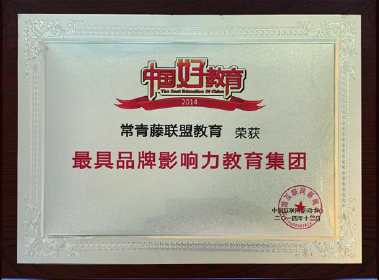 中国好教育
The Best Education Of China
2014
常青藤联盟教育 荣获
最具品牌影响力教育集团